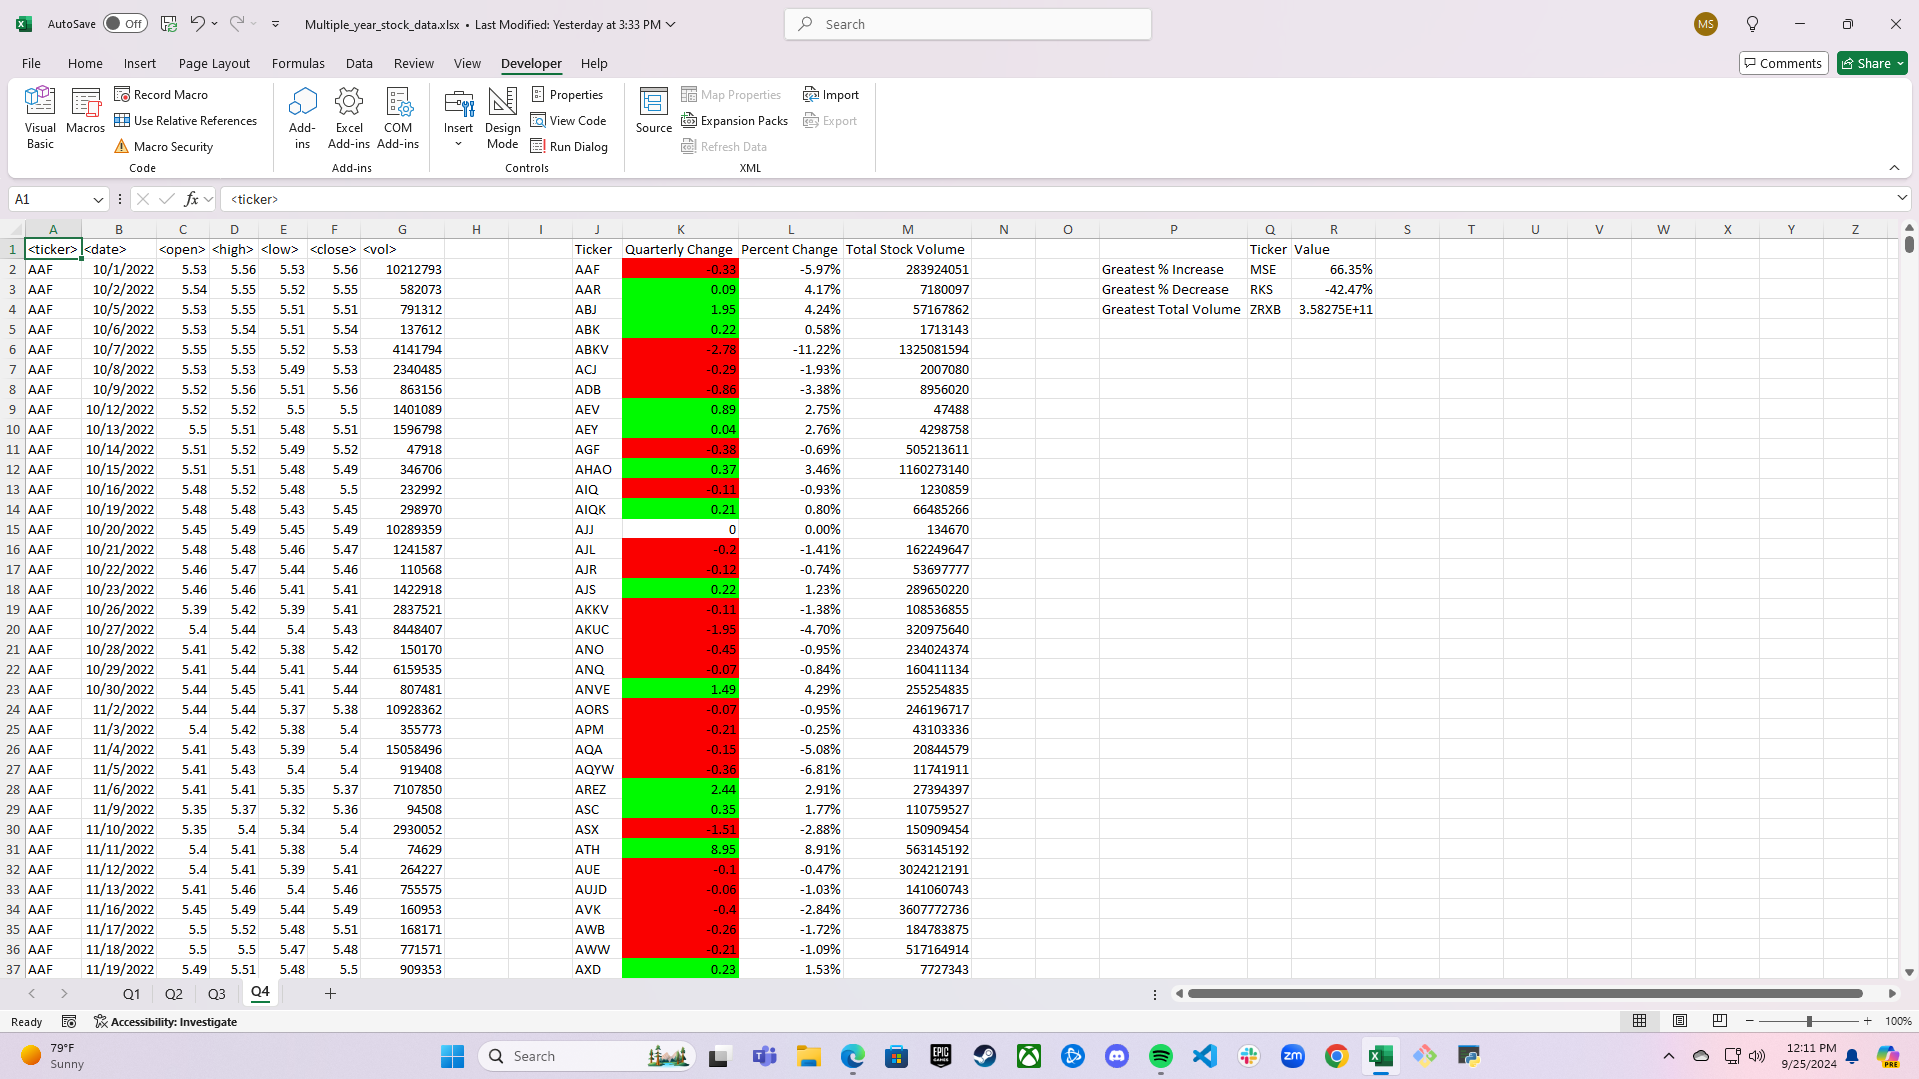 AutoSave Off Multiple_year_stock_data.xlsx • Last Modified: Yesterday at 3:33 PM Search MS
File Home Insert Page Layout Formulas Data Review View Developer Help Comments Share
Visual Basic Macros Record Macro Use Relative References Macro Security Code
Add-ins Excel Add-ins COM Add-ins Add-ins
Insert Design Mode Properties View Code Run Dialog Controls
Source Map Properties Expansion Packs Refresh Data Import Export XML
A1 fx <ticker>
A B C D E F G H I J K L M N O P Q R S T U V W X Y Z
1 <ticker> <date> <open> <high> <low> <close> <vol> Ticker Quarterly Change Percent Change Total Stock Volume Ticker Value
2 AAF 10/1/2022 5.53 5.56 5.53 5.56 10212793 AAF -0.33 -5.97% 283924051 Greatest % Increase MSE 66.35%
3 AAF 10/2/2022 5.54 5.55 5.52 5.55 582073 AAR 0.09 4.17% 7180097 Greatest % Decrease RKS -42.47%
4 AAF 10/5/2022 5.53 5.55 5.51 5.51 791312 ABJ 1.95 4.24% 57167862 Greatest Total Volume ZRXB 3.58275E+11
5 AAF 10/6/2022 5.53 5.54 5.51 5.54 137612 ABK 0.22 0.58% 1713143
6 AAF 10/7/2022 5.55 5.55 5.52 5.53 4141794 ABKV -2.78 -11.22% 1325081594
7 AAF 10/8/2022 5.53 5.53 5.49 5.53 2340485 ACJ -0.29 -1.93% 2007080
8 AAF 10/9/2022 5.52 5.56 5.51 5.56 863156 ADB -0.86 -3.38% 8956020
9 AAF 10/12/2022 5.52 5.52 5.5 5.5 1401089 AEV 0.89 2.75% 47488
10 AAF 10/13/2022 5.5 5.51 5.48 5.51 1596798 AEY 0.04 2.76% 4298758
11 AAF 10/14/2022 5.51 5.52 5.49 5.52 47918 AGF -0.38 -0.69% 505213611
12 AAF 10/15/2022 5.51 5.51 5.48 5.49 346706 AHAO 0.37 3.46% 1160273140
13 AAF 10/16/2022 5.48 5.52 5.48 5.5 232992 AIQ -0.11 -0.93% 1230859
14 AAF 10/19/2022 5.48 5.48 5.43 5.45 298970 AIQK 0.21 0.80% 66485266
15 AAF 10/20/2022 5.45 5.49 5.45 5.49 10289359 AJJ 0 0.00% 134670
16 AAF 10/21/2022 5.48 5.48 5.46 5.47 1241587 AJL -0.2 -1.41% 162249647
17 AAF 10/22/2022 5.46 5.47 5.44 5.46 110568 AJR -0.12 -0.74% 53697777
18 AAF 10/23/2022 5.46 5.46 5.41 5.41 1422918 AJS 0.22 1.23% 289650220
19 AAF 10/26/2022 5.39 5.42 5.39 5.41 2837521 AKKV -0.11 -1.38% 108536855
20 AAF 10/27/2022 5.4 5.44 5.4 5.43 8448407 AKUC -1.95 -4.70% 320975640
21 AAF 10/28/2022 5.41 5.42 5.38 5.42 150170 ANO -0.45 -0.95% 234024374
22 AAF 10/29/2022 5.41 5.44 5.41 5.44 6159535 ANQ -0.07 -0.84% 160411134
23 AAF 10/30/2022 5.44 5.45 5.41 5.44 807481 ANVE 1.49 4.29% 255254835
24 AAF 11/2/2022 5.44 5.44 5.37 5.38 10928362 AORS -0.07 -0.95% 246196717
25 AAF 11/3/2022 5.4 5.42 5.38 5.4 355773 APM -0.21 -0.25% 43103336
26 AAF 11/4/2022 5.41 5.43 5.39 5.4 15058496 AQA -0.15 -5.08% 20844579
27 AAF 11/5/2022 5.41 5.43 5.4 5.4 919408 AQYW -0.36 -6.81% 11741911
28 AAF 11/6/2022 5.41 5.41 5.35 5.37 7107850 AREZ 2.44 2.91% 27394397
29 AAF 11/9/2022 5.35 5.37 5.32 5.36 94508 ASC 0.35 1.77% 110759527
30 AAF 11/10/2022 5.35 5.4 5.34 5.4 2930052 ASX -1.51 -2.88% 150909454
31 AAF 11/11/2022 5.4 5.41 5.38 5.4 74629 ATH 8.95 8.91% 563145192
32 AAF 11/12/2022 5.4 5.41 5.39 5.41 264227 AUE -0.1 -0.47% 3024212191
33 AAF 11/13/2022 5.41 5.46 5.4 5.46 755575 AUJD -0.06 -1.03% 141060743
34 AAF 11/16/2022 5.45 5.49 5.44 5.49 160953 AVK -0.4 -2.84% 3607772736
35 AAF 11/17/2022 5.5 5.52 5.48 5.51 168171 AWB -0.26 -1.72% 184783875
36 AAF 11/18/2022 5.5 5.5 5.47 5.48 771571 AWW -0.21 -1.09% 517164914
37 AAF 11/19/2022 5.49 5.51 5.48 5.5 909353 AXD 0.23 1.53% 7727343
Q1 Q2 Q3 Q4
Ready Accessibility: Investigate 100%
79°F Sunny Search EPIC GAMES zm PRE 12:11 PM 9/25/2024